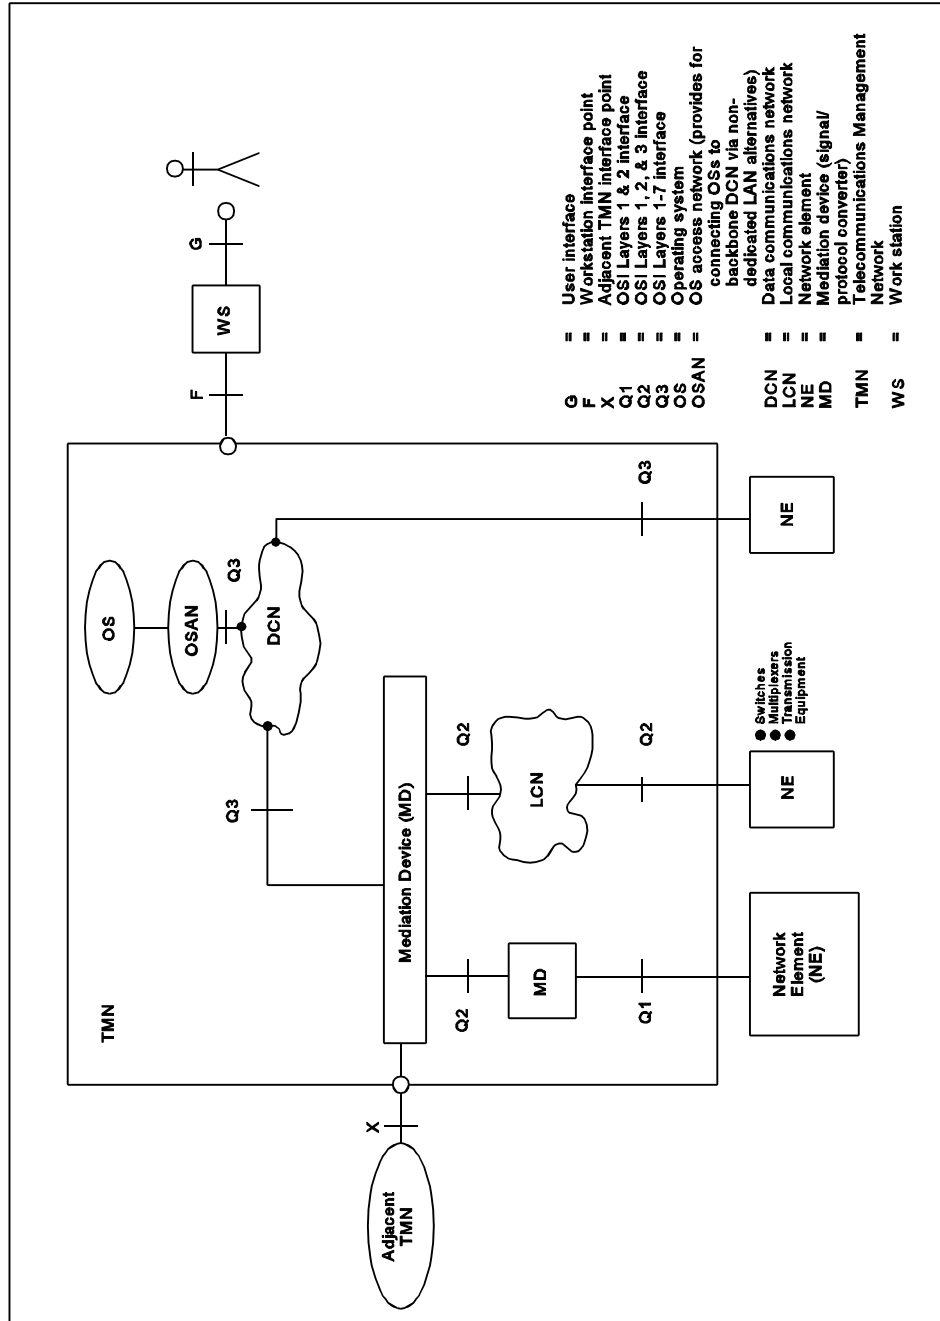 TMN
OS
OSAN
Q3
DCN
Q3
Q3
F
WS
G
Mediation Device (MD)
X
Adjacent
TMN
Q2
Q2
MD
LCN
Q1
Q2
Network
Element
(NE)
NE
Switches
Multiplexers
Transmission
Equipment
NE
G = User interface
F = Workstation interface point
X = Adjacent TMN interface point
Q1 = OSI Layers 1 & 2 interface
Q2 = OSI Layers 1, 2, & 3 interface
Q3 = OSI Layers 1-7 interface
OS = Operating system
OSAN = OS access network (provides for
connecting OSs to
backbone DCN via non-
dedicated LAN alternatives)
DCN = Data communications network
LCN = Local communications network
NE = Network element
MD = Mediation device (signal/
protocol converter)
TMN = Telecommunications Management
Network
WS = Work station